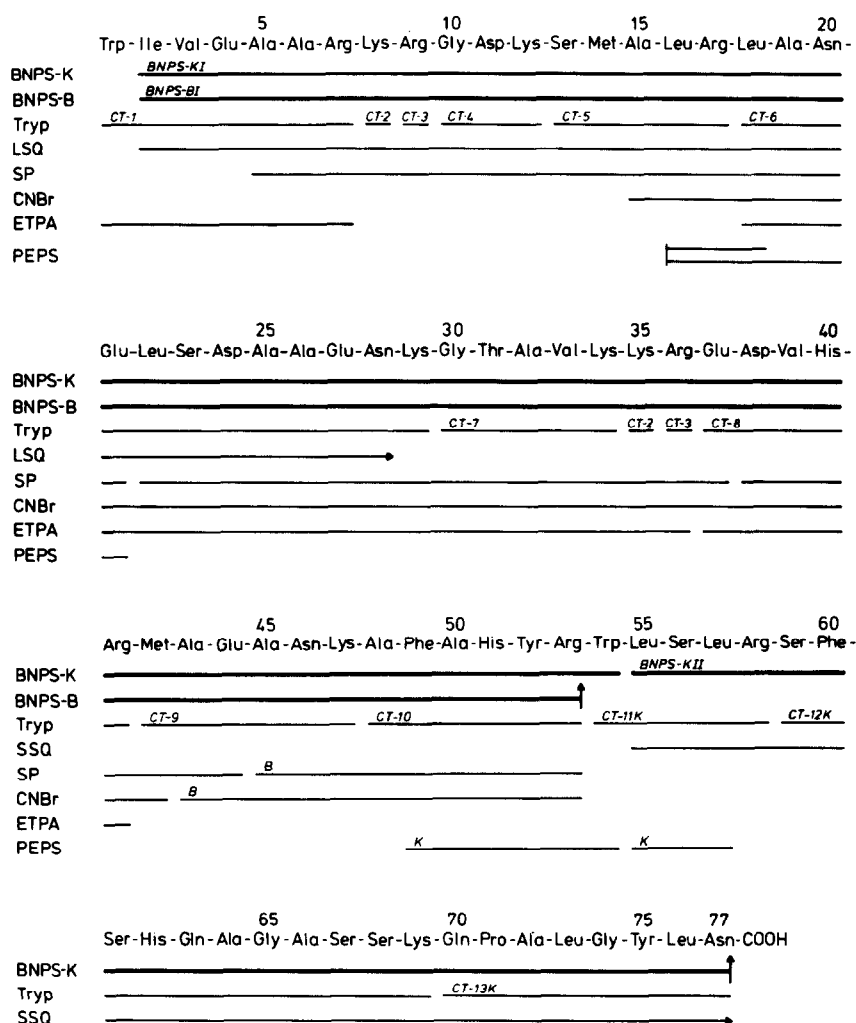 5 10 15 20
Trp-Ile-Val-Glu-Ala-Ala-Arg-Lys-Arg-Gly-Asp-Lys-Ser-Met-Ala-Leu-Arg-Leu-Ala-Asn-
BNPS-K BNPS-KI
BNPS-B BNPS-BI
Tryp CT-1 CT-2 CT-3 CT-4 CT-5 CT-6
LSQ
SP
CNBr
ETPA
PEPS
25 30 35 40
Glu-Leu-Ser-Asp-Ala-Ala-Glu-Asn-Lys-Gly-Thr-Ala-Val-Lys-Lys-Arg-Glu-Asp-Val-His-
BNPS-K
BNPS-B
Tryp CT-7 CT-2 CT-3 CT-8
LSQ
SP
CNBr
ETPA
PEPS
45 50 55 60
Arg-Met-Ala-Glu-Ala-Asn-Lys-Ala-Phe-Ala-His-Tyr-Arg-Trp-Leu-Ser-Leu-Arg-Ser-Phe-
BNPS-K BNPS-KII
BNPS-B
Tryp CT-9 CT-10 CT-11K CT-12K
SSQ
SP B
CNBr B
ETPA
PEPS K K
65 70 75 77
Ser-His-Gln-Ala-Gly-Ala-Ser-Ser-Lys-Gln-Pro-Ala-Leu-Gly-Tyr-Leu-Asn-COOH
BNPS-K
Tryp CT-13K
SSQ